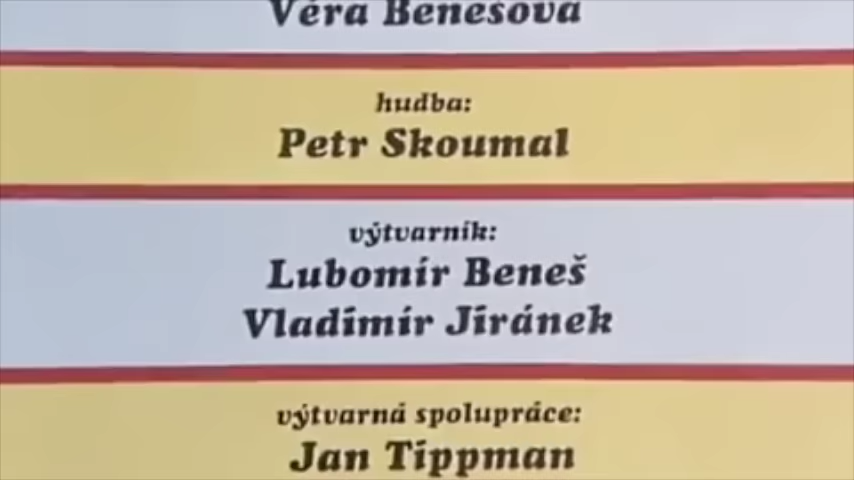 Věra Benešová
hudba:
Petr Skoumal
výtvarník:
Lubomír Beneš
Vladimír Jiránek
výtvarná spolupráce:
Jan Tippman